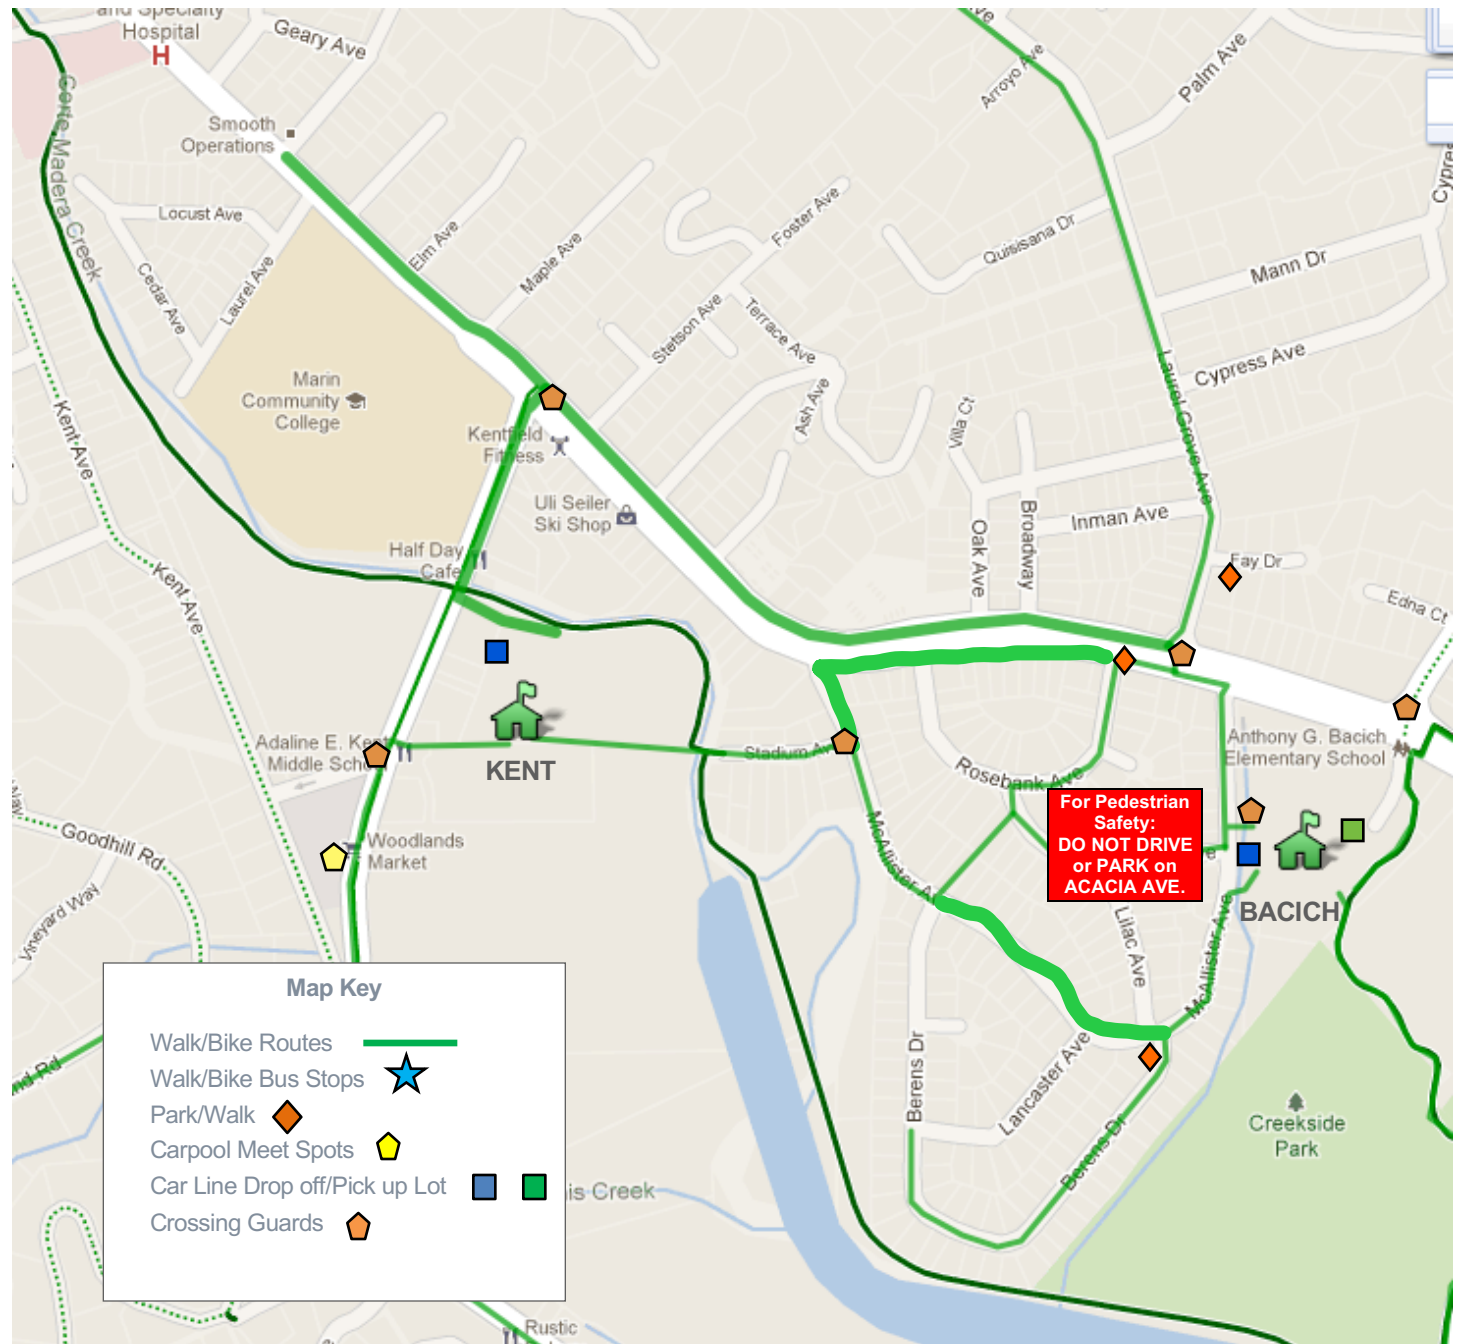 and Specialty
Hospital
H
Geary Ave
Smooth
Operations
Corte Madera Creek
Locust Ave
Cedar Ave
Laurel Ave
Elm Ave
Maple Ave
Foster Ave
Stetson Ave
Terrace Ave
Ash Ave
Arroyo Ave
Palm Ave
Quisisana Dr
Mann Dr
Cypress Ave
Laurel Grove Ave
Villa Ct
Oak Ave
Broadway
Inman Ave
Fay Dr
Edna Ct
Marin
Community
College
Kentfield
Fitness
Uli Seiler
Ski Shop
Half Day
Cafe
Kent Ave
Kent Ave
Adaline E. Kent
Middle School
KENT
Stadium Av
Rosebank Ave
Anthony G. Bacich
Elementary School
For Pedestrian
Safety:
DO NOT DRIVE
or PARK on
ACACIA AVE.
BACICH
McAllister Av
McAllister Ave
Lilac Ave
Berens Dr
Lancaster Ave
Berens Dr
Creekside
Park
Woodlands
Market
Goodhill Rd
Way
Vineyard Way
nd Rd
is Creek
Rustic
Map Key
Walk/Bike Routes
Walk/Bike Bus Stops
Park/Walk
Carpool Meet Spots
Car Line Drop off/Pick up Lot
Crossing Guards